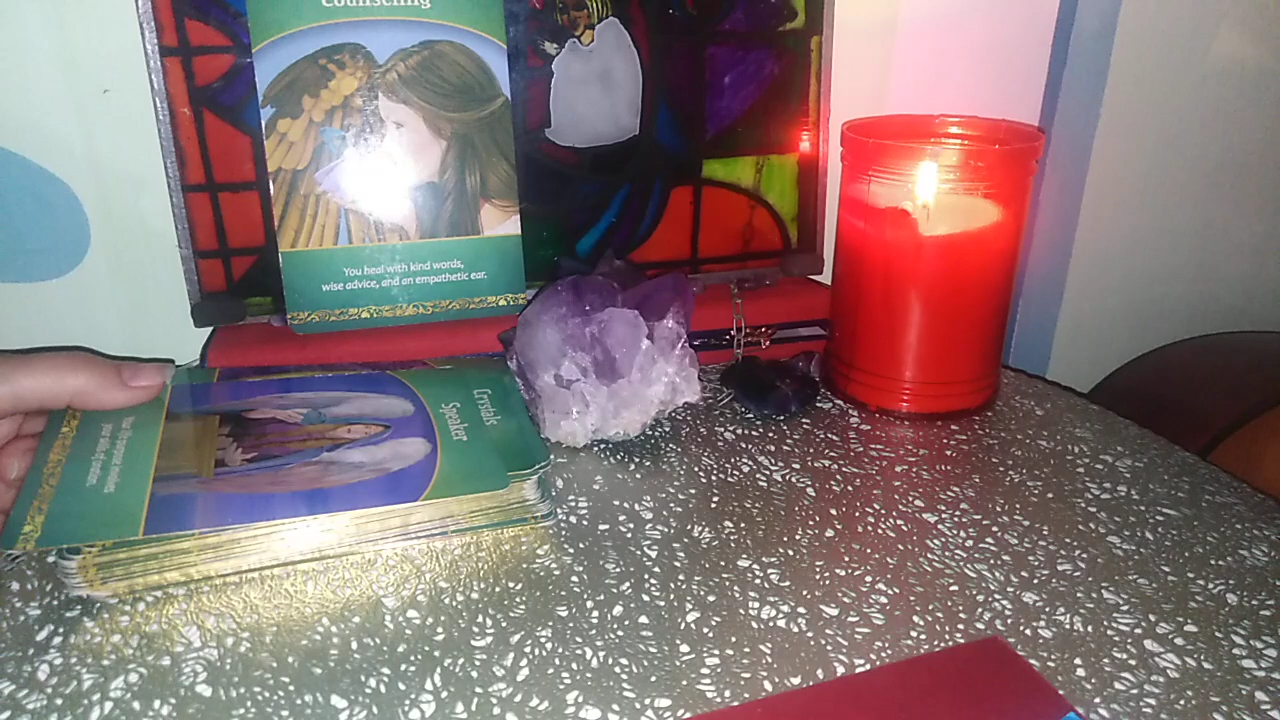 Counseling
You heal with kind words,
wise advice, and an empathetic ear.
Crystals
Speaker